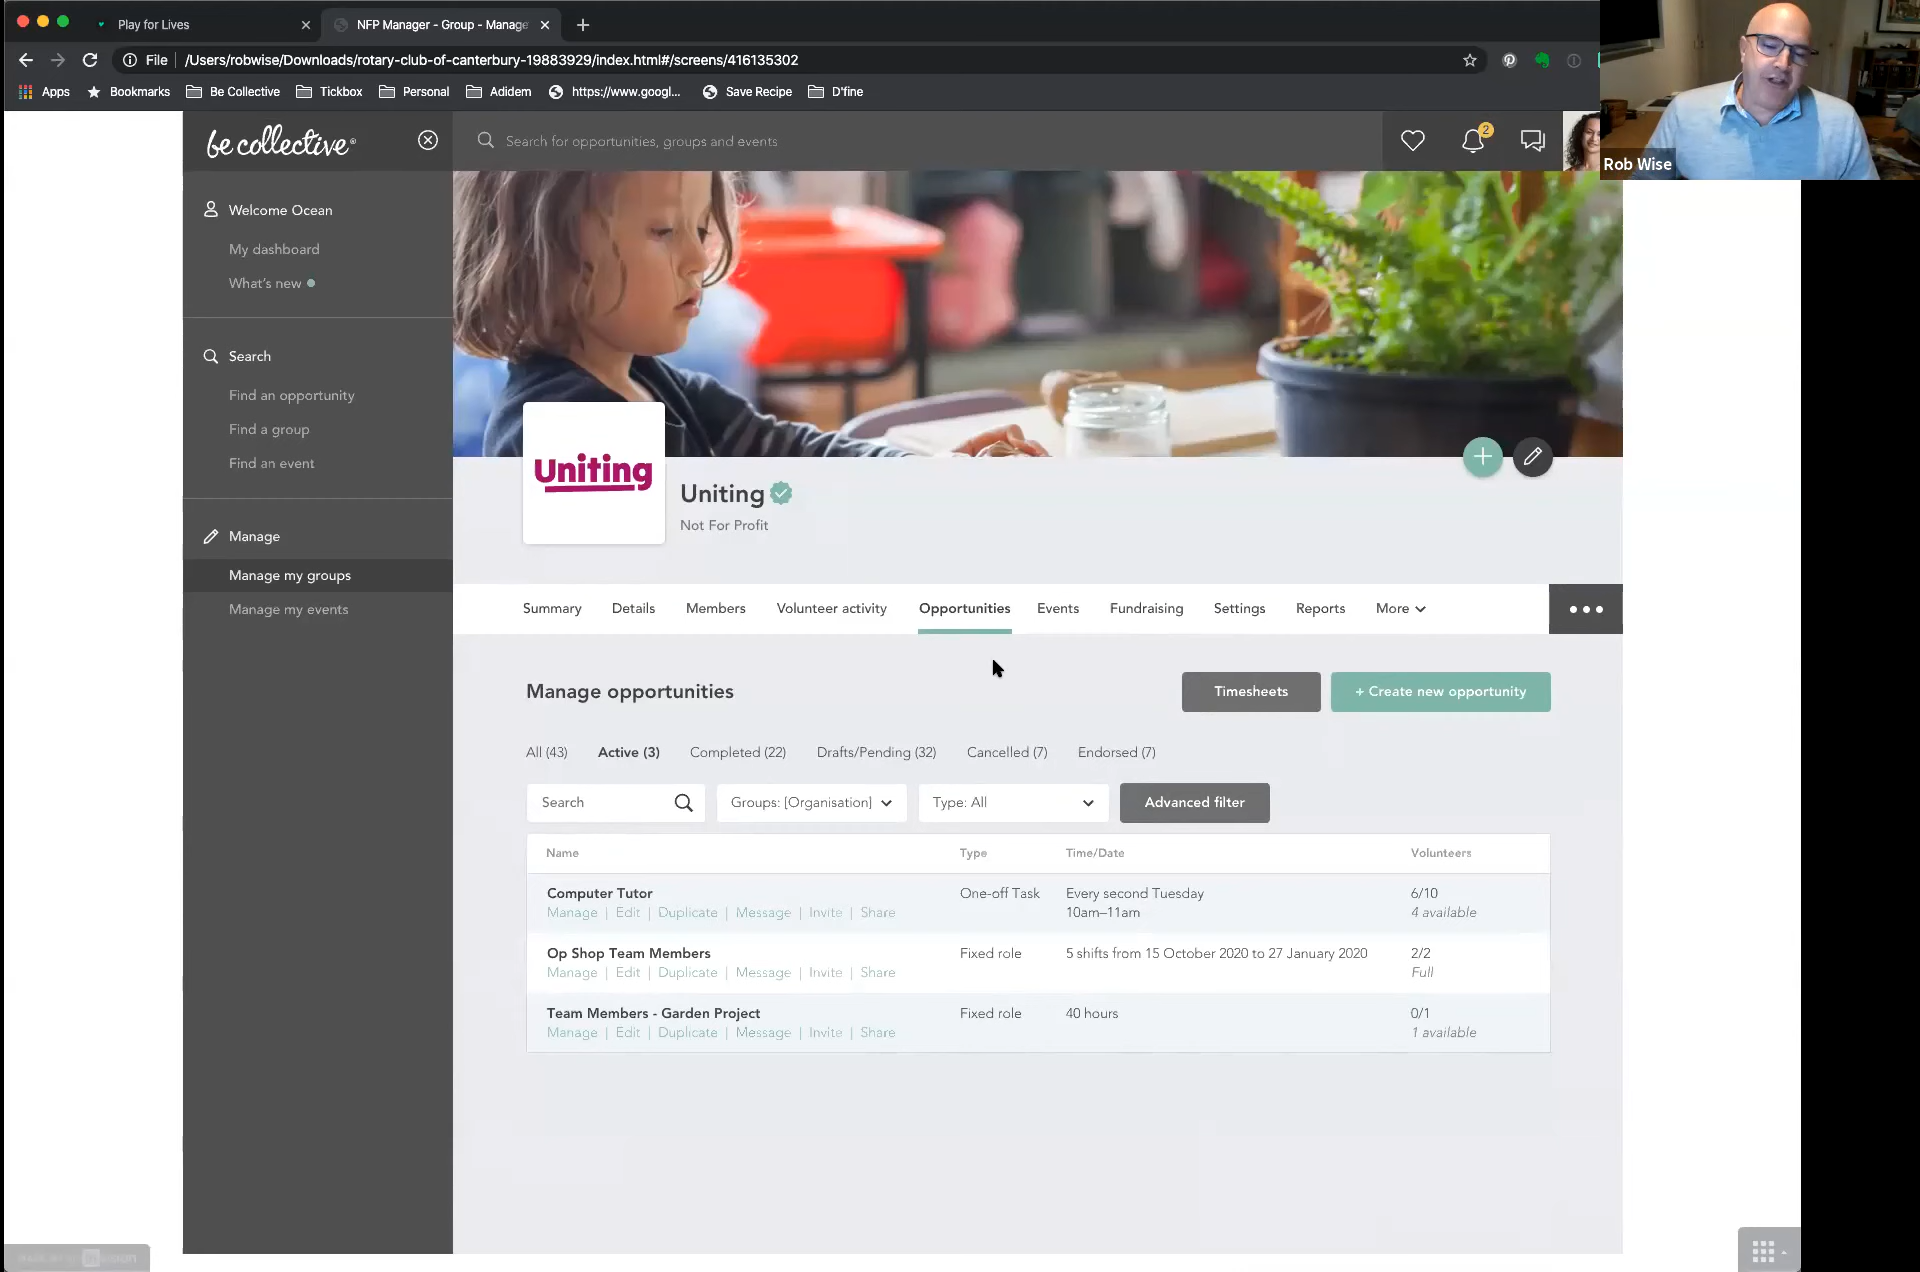 Play for Lives
NFP Manager - Group - Manage
File
/Users/robwise/Downloads/rotary-club-of-canterbury-19883929/index.html#/screens/416135302
Apps Bookmarks Be Collective Tickbox Personal Adidem https://www.googl... Save Recipe D'fine
Rob Wise
be collective®
Search for opportunities, groups and events
2
Welcome Ocean
My dashboard
What's new
Search
Find an opportunity
Find a group
Find an event
Manage
Manage my groups
Manage my events
Uniting
Uniting
Not For Profit
Summary Details Members Volunteer activity Opportunities Events Fundraising Settings Reports More
Manage opportunities
Timesheets
+ Create new opportunity
All (43) Active (3) Completed (22) Drafts/Pending (32) Cancelled (7) Endorsed (7)
Search
Groups: [Organisation]
Type: All
Advanced filter
Name Type Time/Date Volunteers
Computer Tutor One-off Task Every second Tuesday 6/10
Manage | Edit | Duplicate | Message | Invite | Share 10am–11am 4 available
Op Shop Team Members Fixed role 5 shifts from 15 October 2020 to 27 January 2020 2/2
Manage | Edit | Duplicate | Message | Invite | Share Full
Team Members - Garden Project Fixed role 40 hours 0/1
Manage | Edit | Duplicate | Message | Invite | Share 1 available